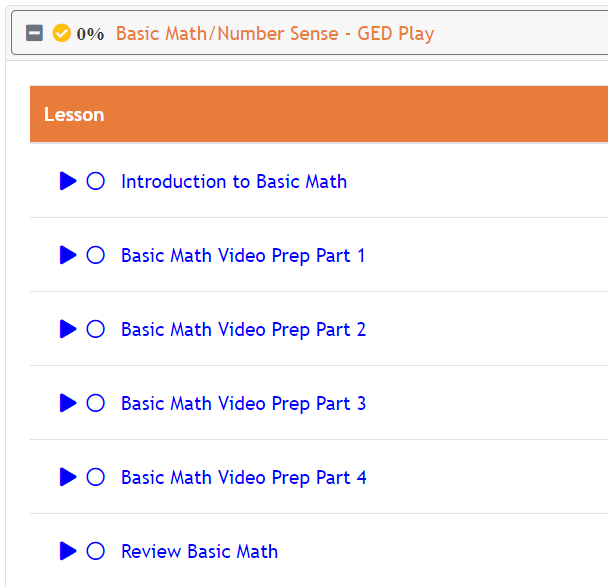 0% Basic Math/Number Sense - GED Play
Lesson
Introduction to Basic Math
Basic Math Video Prep Part 1
Basic Math Video Prep Part 2
Basic Math Video Prep Part 3
Basic Math Video Prep Part 4
Review Basic Math